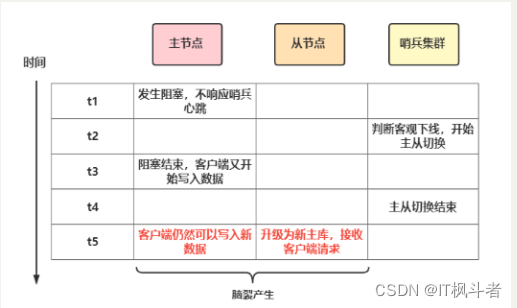 主节点
从节点
哨兵集群
时间
t1
发生阻塞，不响应哨兵
心跳
t2
判断客观下线，开始
主从切换
t3
阻塞结束，客户端又开
始写入数据
t4
主从切换结束
t5
客户端仍然可以写入新
数据
升级为新主库，接收
客户端请求
脑裂产生
CSDN @IT枫斗者